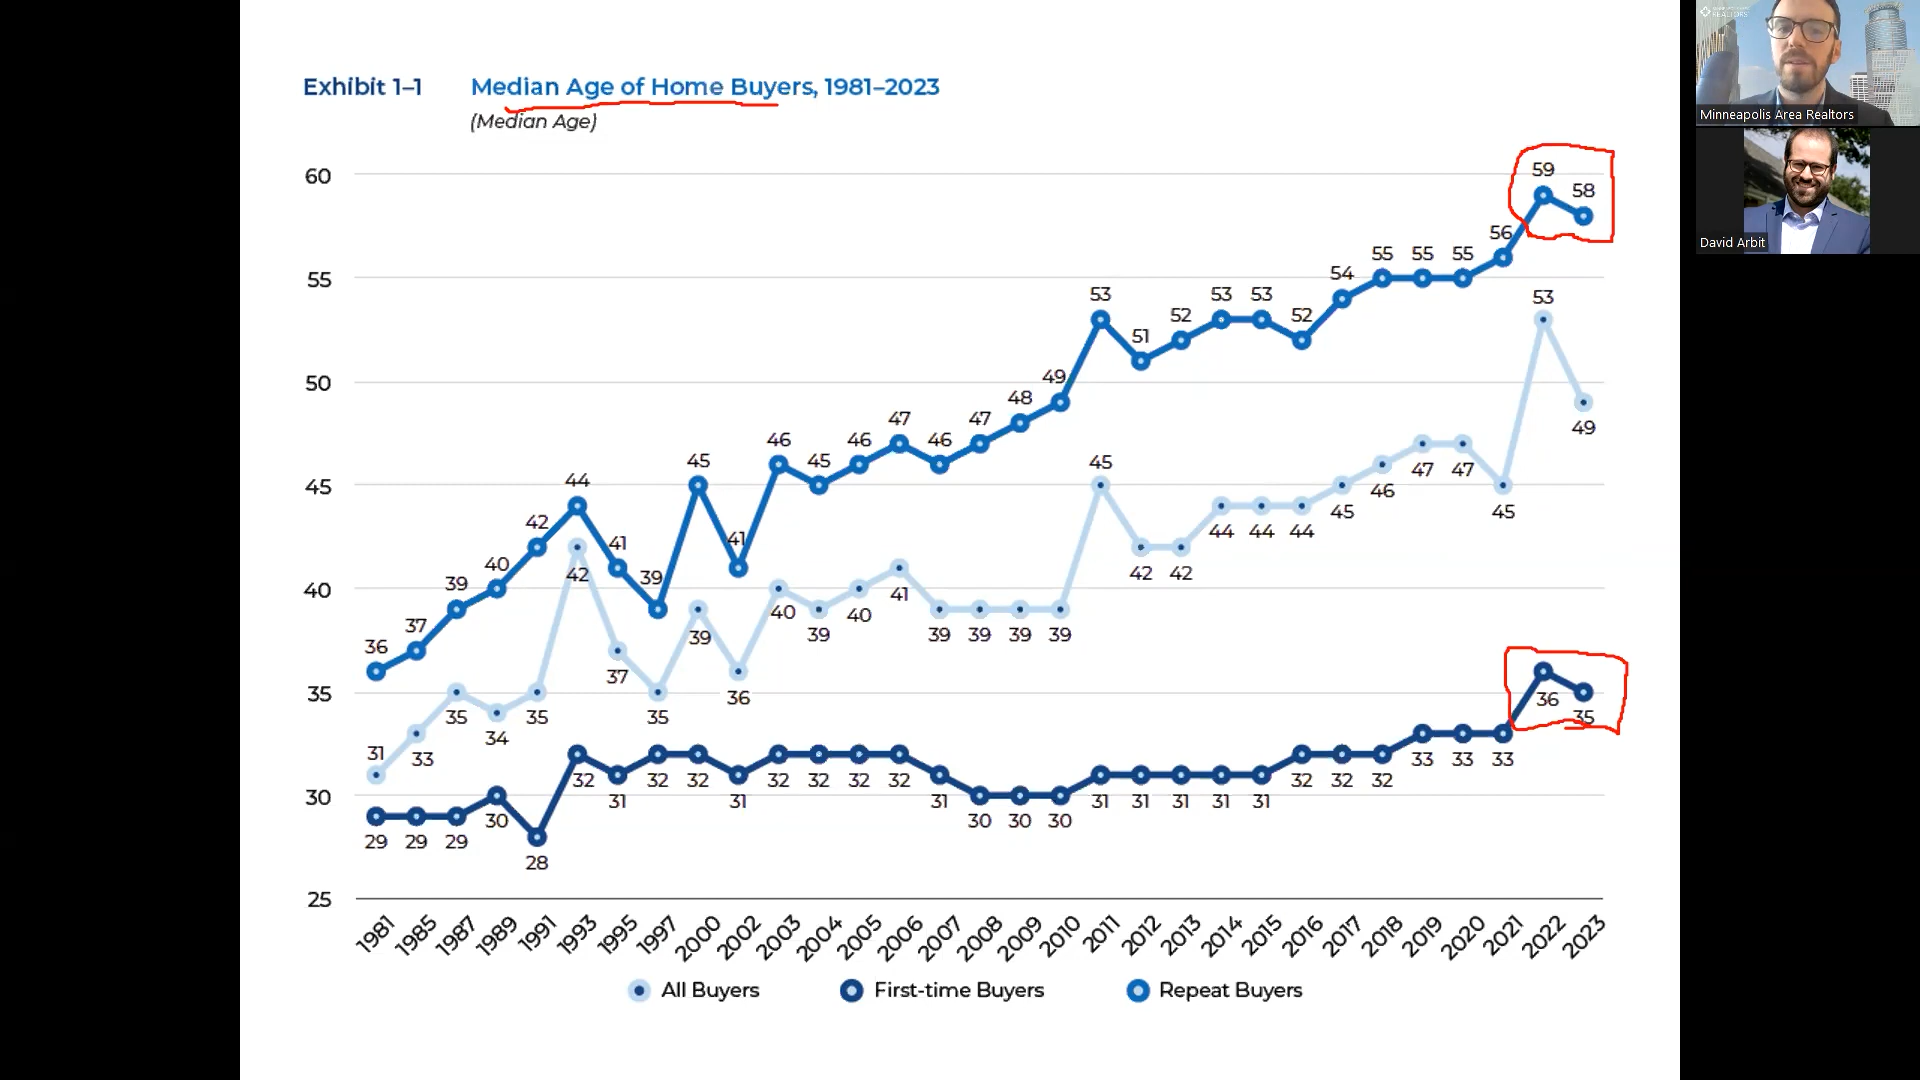 Exhibit 1–1 Median Age of Home Buyers, 1981–2023
(Median Age)
60
55
50
45
40
35
30
25
36 37 39 40 42 44 41 39 45 41 46 45 46 47 46 47 48 49 53 51 52 53 53 52 54 55 55 55 56 59 58
31 33 35 34 35 42 37 35 39 36 40 39 40 41 39 39 39 39 45 42 42 44 44 44 45 46 47 47 45 53 49
29 29 29 30 28 32 31 32 32 31 32 32 32 32 31 30 30 30 31 31 31 31 31 32 32 32 33 33 33 36 35
1981 1985 1987 1989 1991 1993 1995 1997 2000 2002 2003 2004 2005 2006 2007 2008 2009 2010 2011 2012 2013 2014 2015 2016 2017 2018 2019 2020 2021 2022 2023
All Buyers First-time Buyers Repeat Buyers
REALTORS
Minneapolis Area Realtors
David Arbit